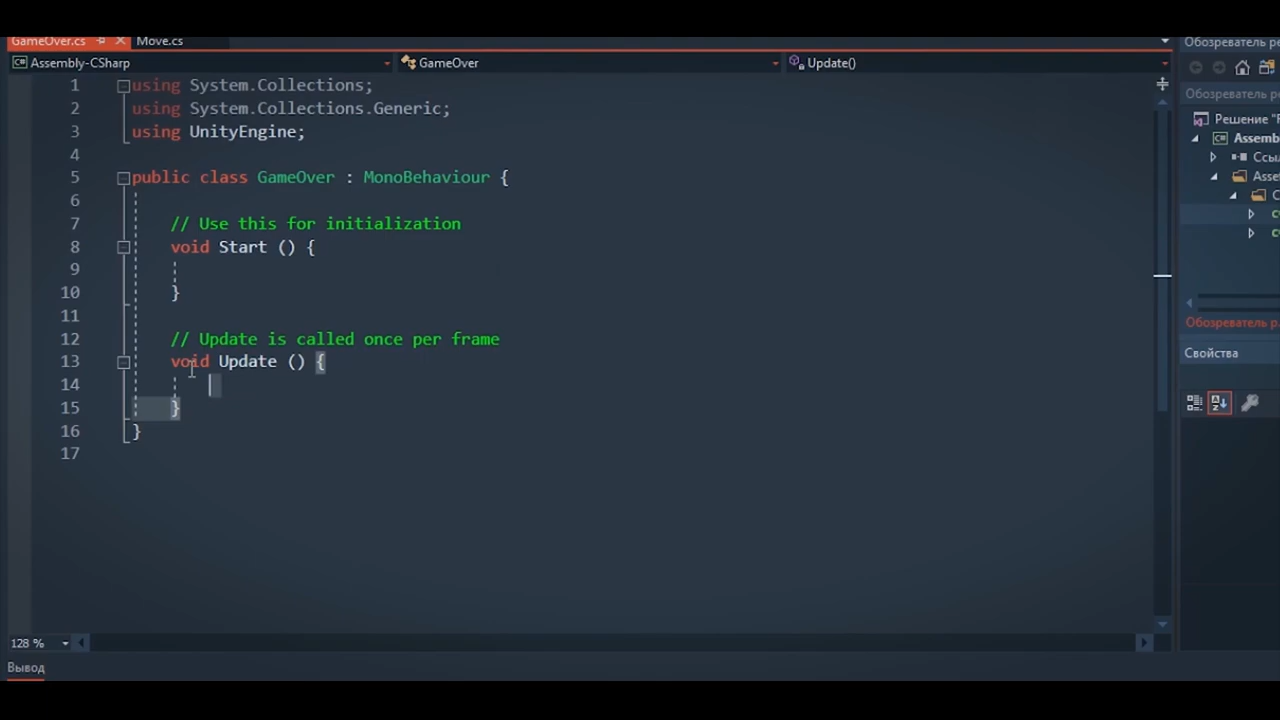 GameOver.cs Move.cs
Обозреватель
Assembly-CSharp GameOver Update()
1 using System.Collections;
2 using System.Collections.Generic;
3 using UnityEngine;
4
5 public class GameOver : MonoBehaviour {
6
7 // Use this for initialization
8 void Start () {
9
10 }
11
12 // Update is called once per frame
13 void Update () {
14
15 }
16 }
17
Обозреватель
Решение
Свойства
128 %
Вывод